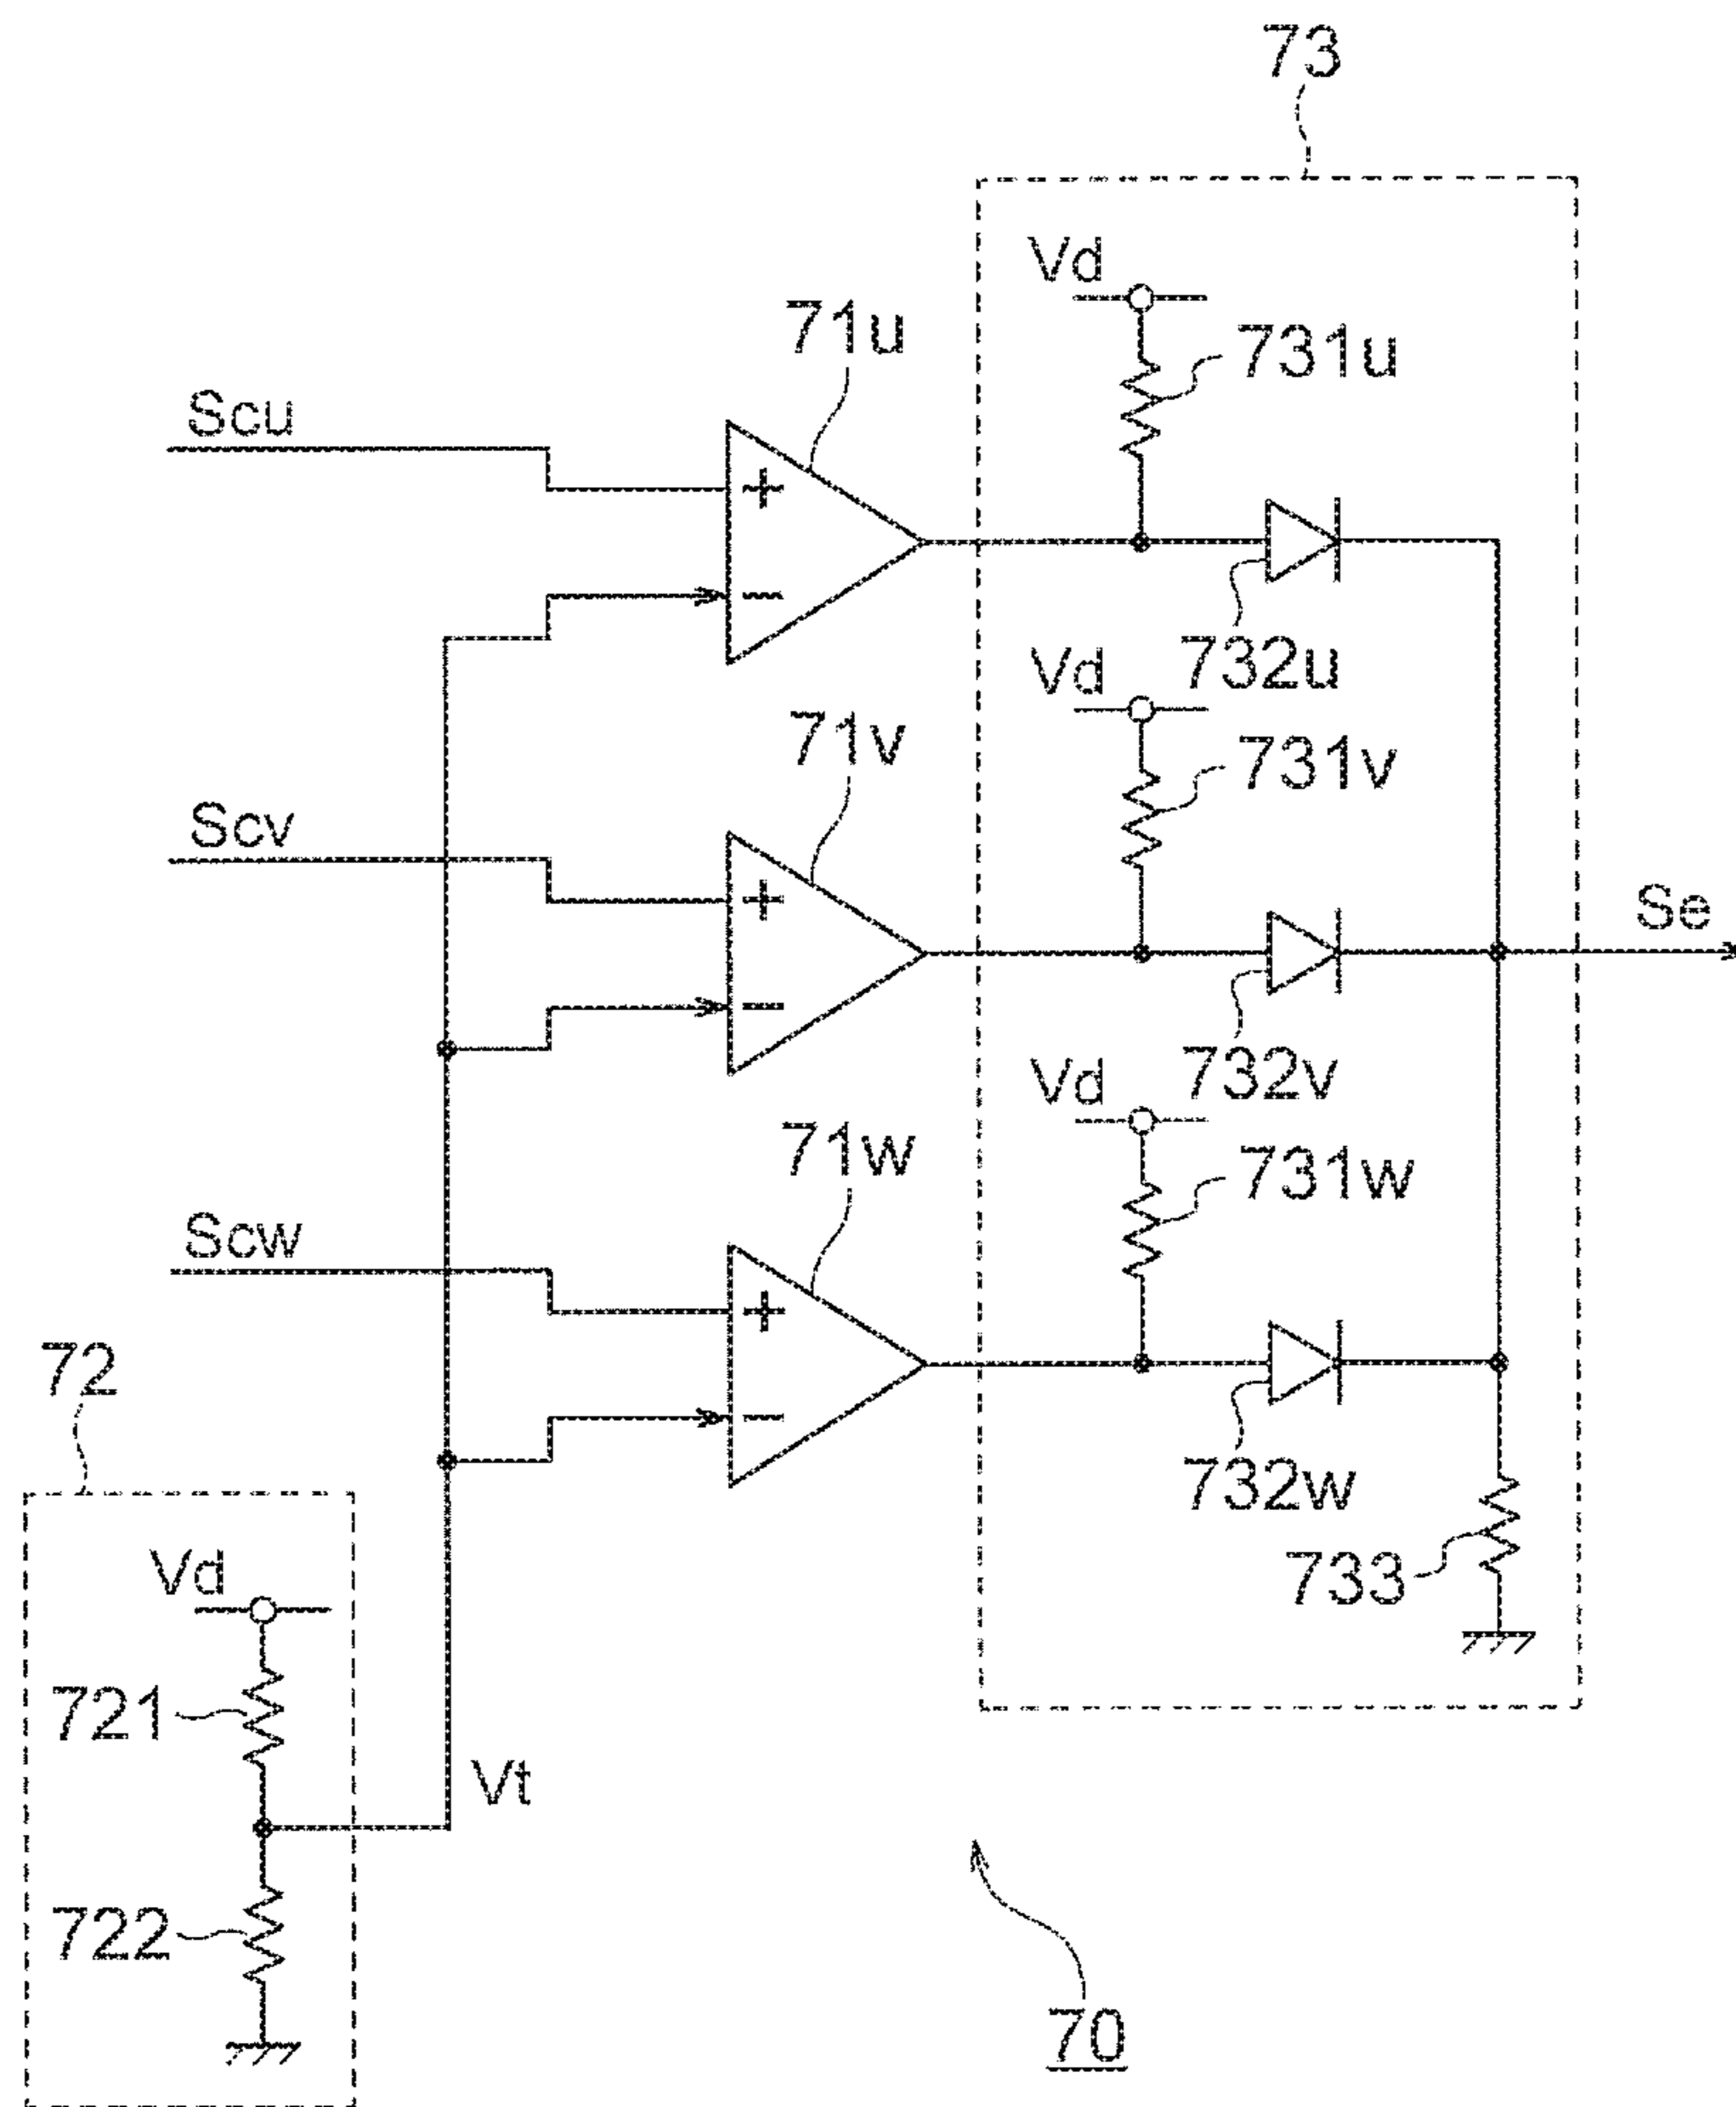 73
Vd
71u
731u
Scu
+
−
732u
Vd
71v
731v
Scv
+
−
Se
732v
Vd
71w
731w
Scw
+
−
72
732w
733
Vd
721
Vt
722
70